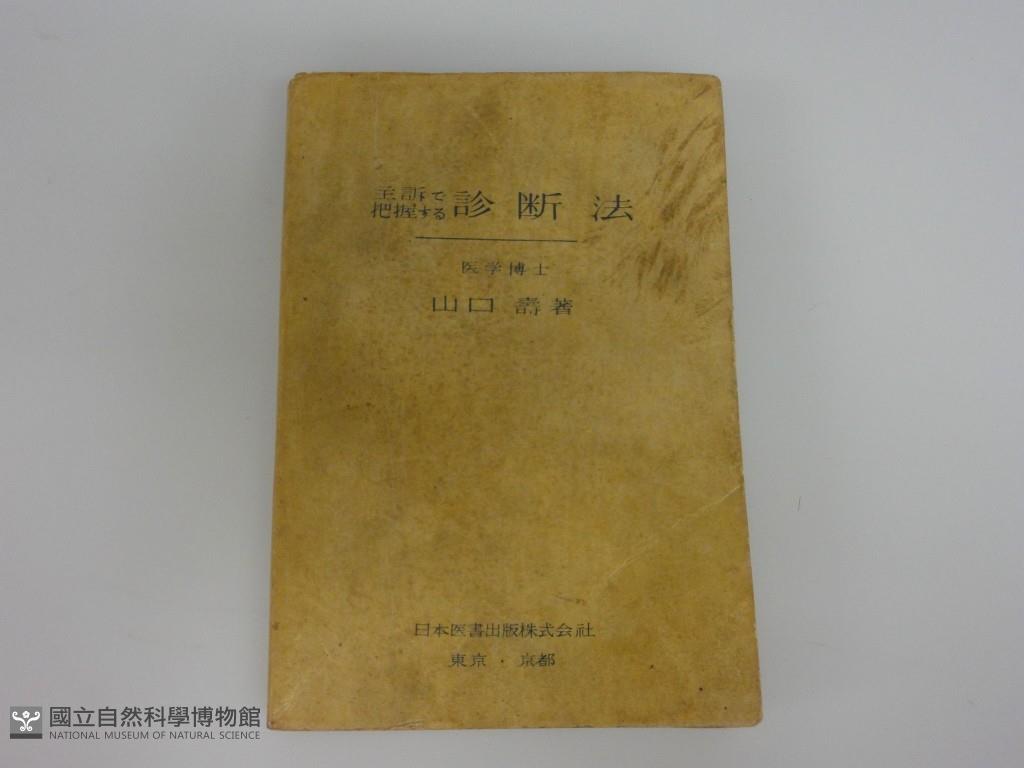 主訴で
把握する 診断法
医学博士
山口壽著
日本医書出版株式会社
東京・京都
國立自然科學博物館
NATIONAL MUSEUM OF NATURAL SCIENCE